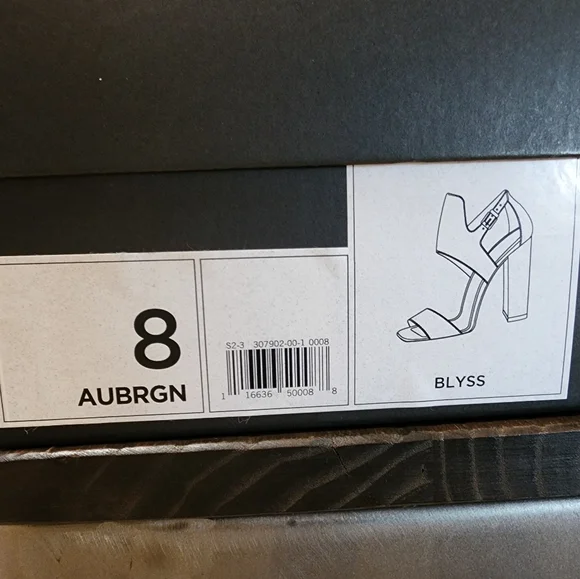 8
AUBRGN
S2-3 307902-00-1 0008
1 16636 50008 8
BLYSS